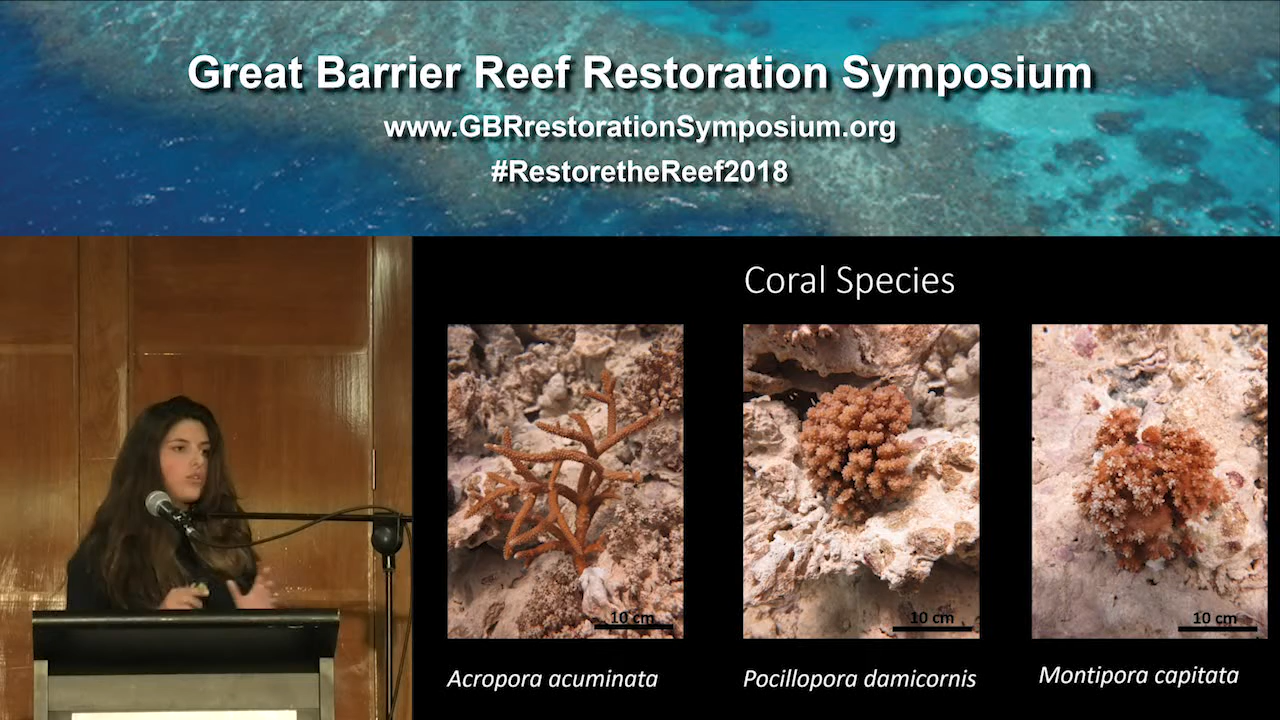 Great Barrier Reef Restoration Symposium
www.GBRrestorationSymposium.org
#RestoretheReef2018
Coral Species
10 cm
10 cm
10 cm
Acropora acuminata
Pocillopora damicornis
Montipora capitata